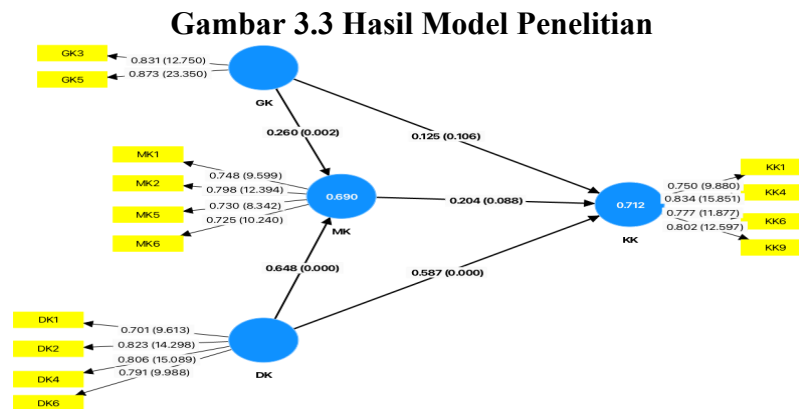 Gambar 3.3 Hasil Model Penelitian
GK3
0.831 (12.750)
GK5
0.873 (23.350)
GK
0.260 (0.002)
0.125 (0.106)
MK1
0.748 (9.599)
MK2
0.798 (12.394)
MK5
0.730 (8.342)
MK6
0.725 (10.240)
0.690
MK
0.204 (0.088)
0.712
KK
KK1
0.750 (9.880)
KK4
0.834 (15.851)
KK6
0.777 (11.877)
KK9
0.802 (12.597)
0.648 (0.000)
0.587 (0.000)
DK1
0.701 (9.613)
DK2
0.823 (14.298)
DK4
0.806 (15.089)
DK6
0.791 (9.988)
DK